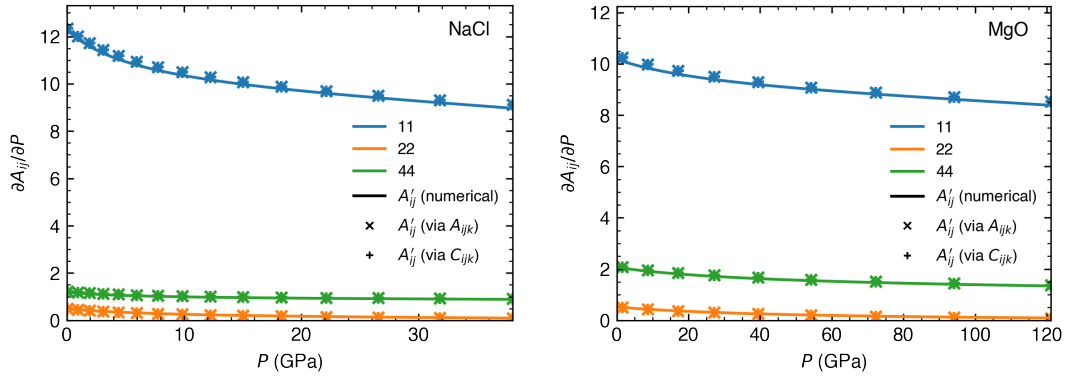 NaCl
∂A_ij/∂P
12
10
8
6
4
2
0
11
22
44
A′_ij (numerical)
A′_ij (via A_ijk)
A′_ij (via C_ijk)
0 10 20 30
P (GPa)
MgO
∂A_ij/∂P
12
10
8
6
4
2
0
11
22
44
A′_ij (numerical)
A′_ij (via A_ijk)
A′_ij (via C_ijk)
0 20 40 60 80 100 120
P (GPa)